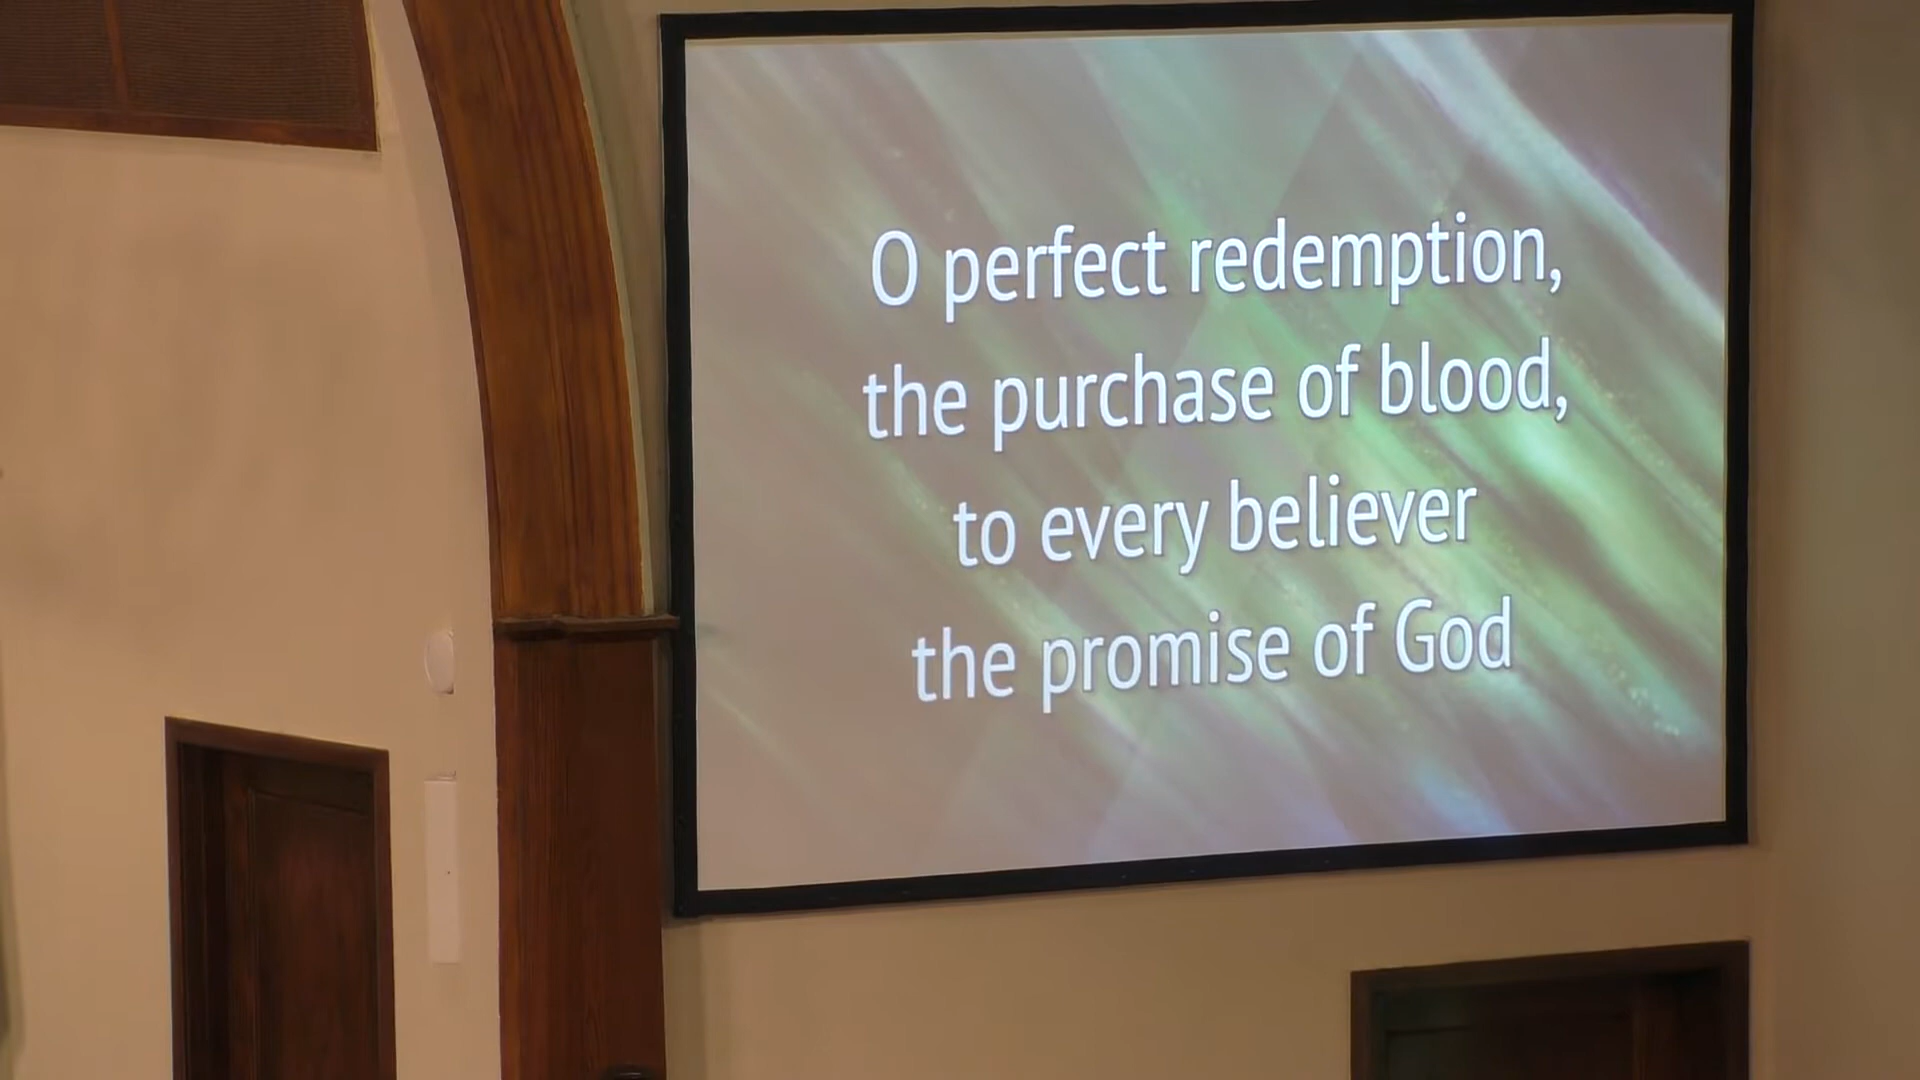 O perfect redemption,
the purchase of blood,
to every believer
the promise of God